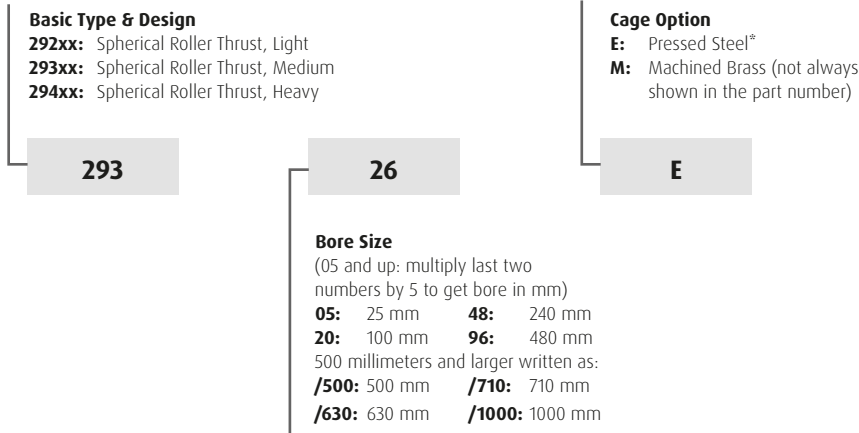 Basic Type & Design
292xx: Spherical Roller Thrust, Light
293xx: Spherical Roller Thrust, Medium
294xx: Spherical Roller Thrust, Heavy
Cage Option
E: Pressed Steel*
M: Machined Brass (not always
shown in the part number)
293
26
E
Bore Size
(05 and up: multiply last two
numbers by 5 to get bore in mm)
05: 25 mm 48: 240 mm
20: 100 mm 96: 480 mm
500 millimeters and larger written as:
/500: 500 mm /710: 710 mm
/630: 630 mm /1000: 1000 mm